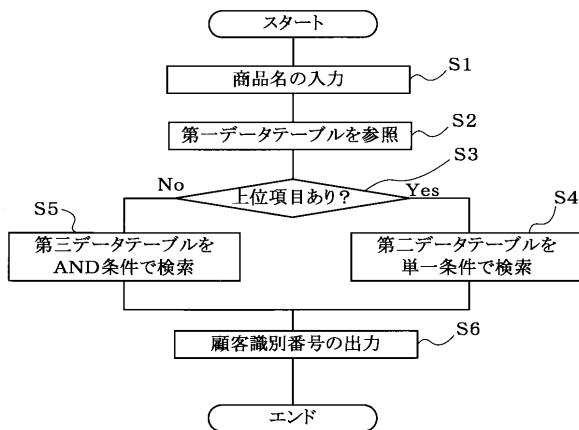 スタート
商品名の入力
S1
第一データテーブルを参照
S2
上位項目あり？
S3
No
Yes
S5
第三データテーブルを
AND条件で検索
S4
第二データテーブルを
単一条件で検索
顧客識別番号の出力
S6
エンド